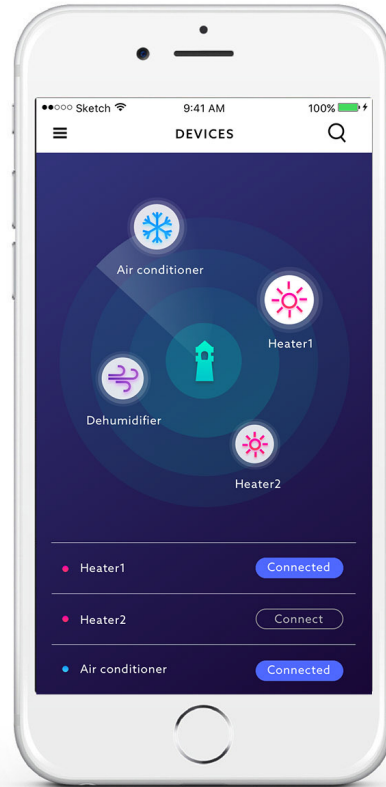 ●●○○○ Sketch 9:41 AM 100%
DEVICES
Air conditioner
Heater1
Dehumidifier
Heater2
Heater1 Connected
Heater2 Connect
Air conditioner Connected